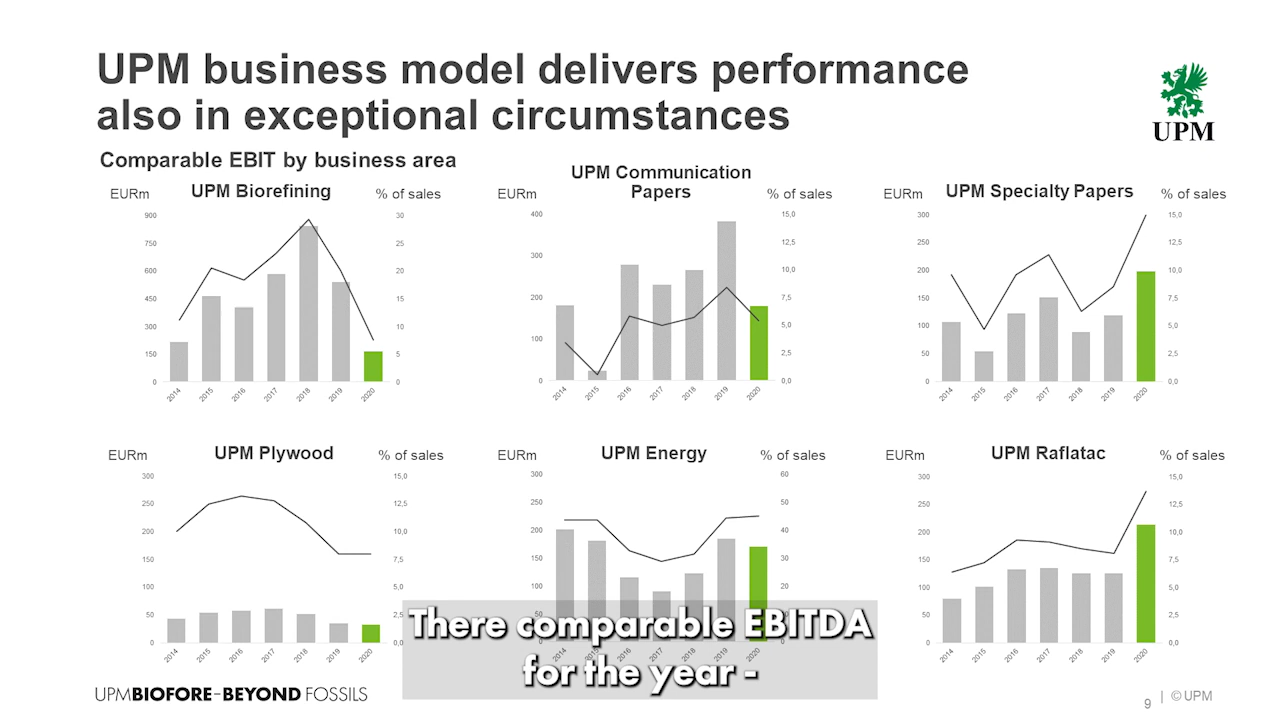 UPM business model delivers performance
also in exceptional circumstances
UPM
Comparable EBIT by business area
EURm UPM Biorefining % of sales
900 30
750 25
600 20
450 15
300 10
150 5
0 0
2014 2015 2016 2017 2018 2019 2020
UPM Communication
EURm Papers % of sales
400 15,0
12,5
300 10,0
200 7,5
5,0
100 2,5
0 0,0
2014 2015 2016 2017 2018 2019 2020
EURm UPM Specialty Papers % of sales
300 15,0
250 12,5
200 10,0
150 7,5
100 5,0
50 2,5
0 0,0
2014 2015 2016 2017 2018 2019 2020
EURm UPM Plywood % of sales
300 15,0
250 12,5
200 10,0
150 7,5
100 5,0
50 2,5
0 0,0
2014 2015 2016 2017 2018 2019 2020
EURm UPM Energy % of sales
300 60
250 50
200 40
150 30
100 20
50
2014 2015 2016 2017 2018 2019 2020
EURm UPM Raflatac % of sales
300 15,0
250 12,5
200 10,0
150 7,5
100 5,0
50 2,5
0 0,0
2014 2015 2016 2017 2018 2019 2020
There comparable EBITDA
for the year -
UPM BIOFORE–BEYOND FOSSILS
9 | © UPM